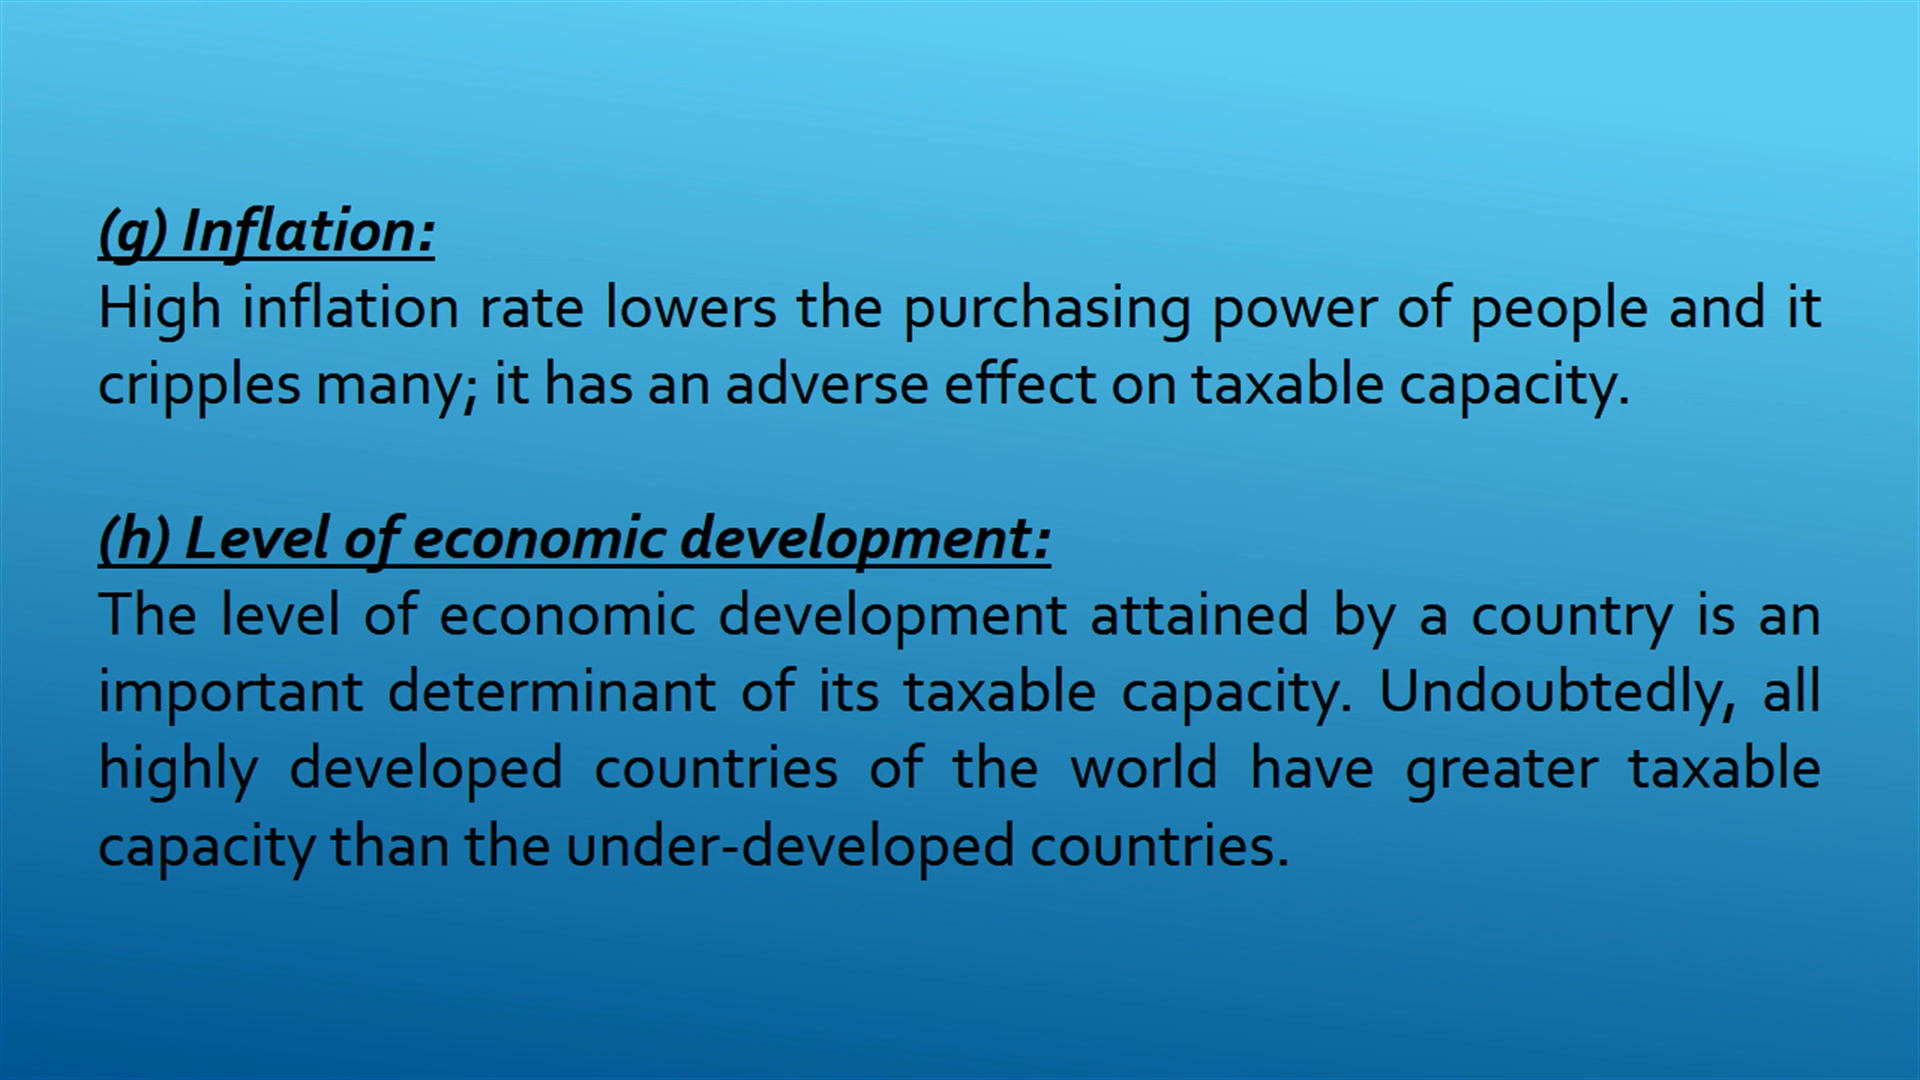 (g) Inflation:
High inflation rate lowers the purchasing power of people and it
cripples many; it has an adverse effect on taxable capacity.
(h) Level of economic development:
The level of economic development attained by a country is an
important determinant of its taxable capacity. Undoubtedly, all
highly developed countries of the world have greater taxable
capacity than the under-developed countries.